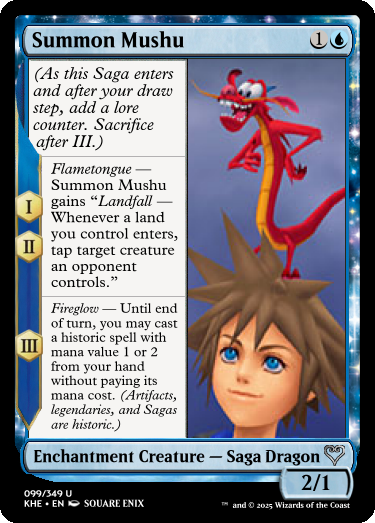 Summon Mushu 1
(As this Saga enters
and after your draw
step, add a lore
counter. Sacrifice
after III.)
I
II
Flametongue —
Summon Mushu
gains “Landfall —
Whenever a land
you control enters,
tap target creature
an opponent
controls.”
III
Fireglow — Until end
of turn, you may cast
a historic spell with
mana value 1 or 2
from your hand
without paying its
mana cost. (Artifacts,
legendaries, and Sagas
are historic.)
Enchantment Creature — Saga Dragon
2/1
099/349 U
KHE • EN SQUARE ENIX
™ and © 2025 Wizards of the Coast